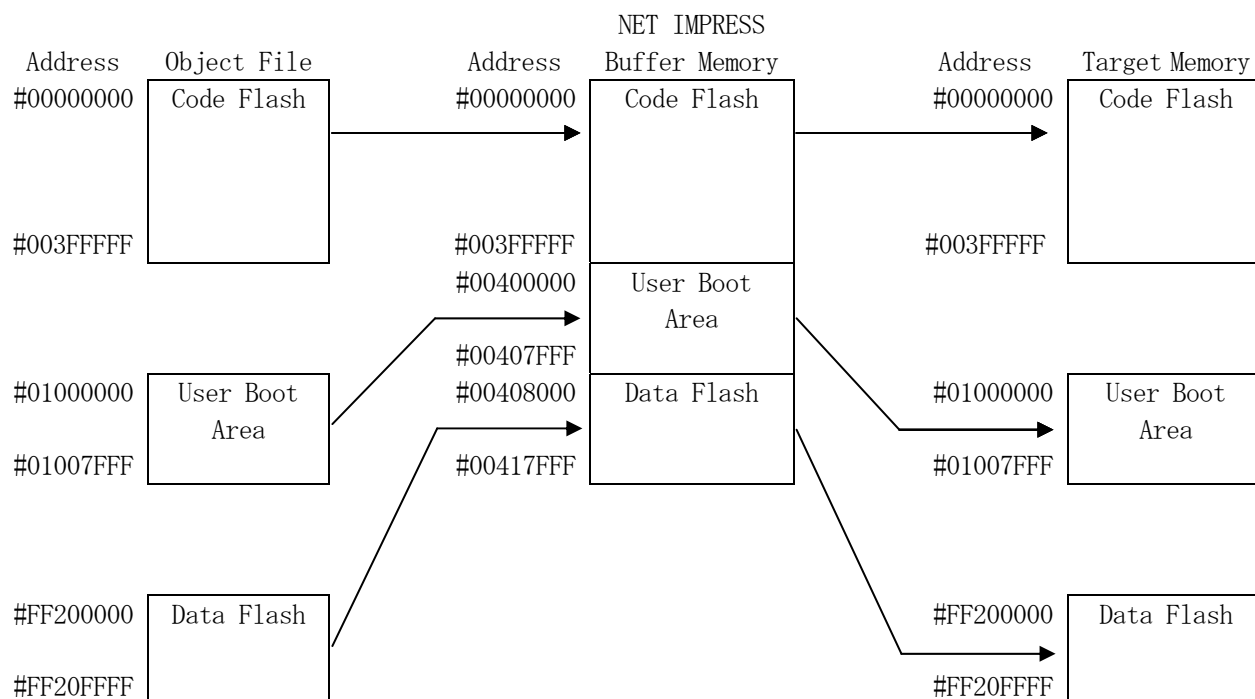 NET IMPRESS
Address Object File Address Buffer Memory Address Target Memory
#00000000 Code Flash #00000000 Code Flash #00000000 Code Flash
#003FFFFF #003FFFFF #003FFFFF
#00400000 User Boot
Area
#00407FFF
#01000000 User Boot #00408000 Data Flash #01000000 User Boot
Area Area
#01007FFF #00417FFF #01007FFF
#FF200000 Data Flash #FF200000 Data Flash
#FF20FFFF #FF20FFFF